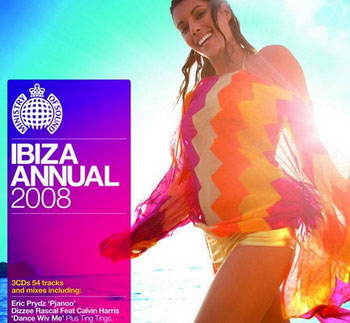 MINISTRY OF SOUND
IBIZA
ANNUAL
2008
3CDs 54 tracks
and mixes including:
Eric Prydz 'Pjanoo'
Dizzee Rascal Feat Calvin Harris
'Dance Wiv Me' Plus Ting Tings,